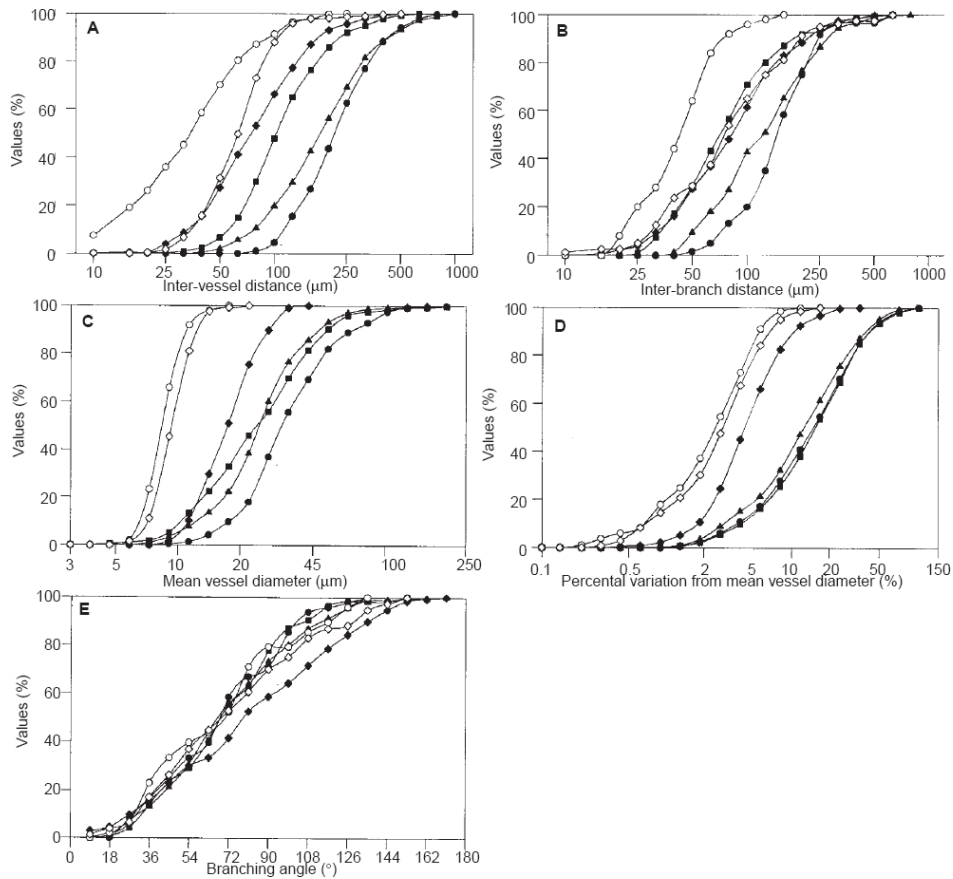 A
Values (%)
100
80
60
40
20
0
10 25 50 100 250 500 1000
Inter-vessel distance (μm)
B
Values (%)
100
80
60
40
20
0
10 25 50 100 250 500 1000
Inter-branch distance (μm)
C
Values (%)
100
80
60
40
20
0
3 5 10 20 45 100 250
Mean vessel diameter (μm)
D
Values (%)
100
80
60
40
20
0
0.1 0.5 2 5 10 20 50 150
Percental variation from mean vessel diameter (%)
E
Values (%)
100
80
60
40
20
0
0 18 36 54 72 90 108 126 144 162 180
Branching angle (°)